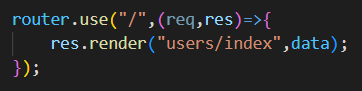 router.use("/",(req,res)=>{
    res.render("users/index",data);
});